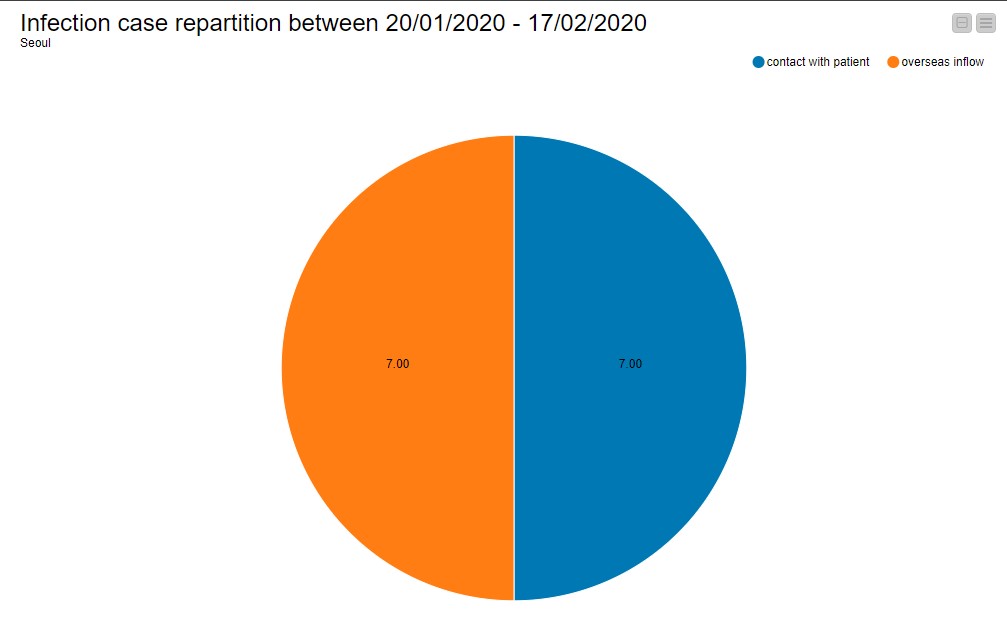 Infection case repartition between 20/01/2020 - 17/02/2020
Seoul
contact with patient overseas inflow
7.00 7.00